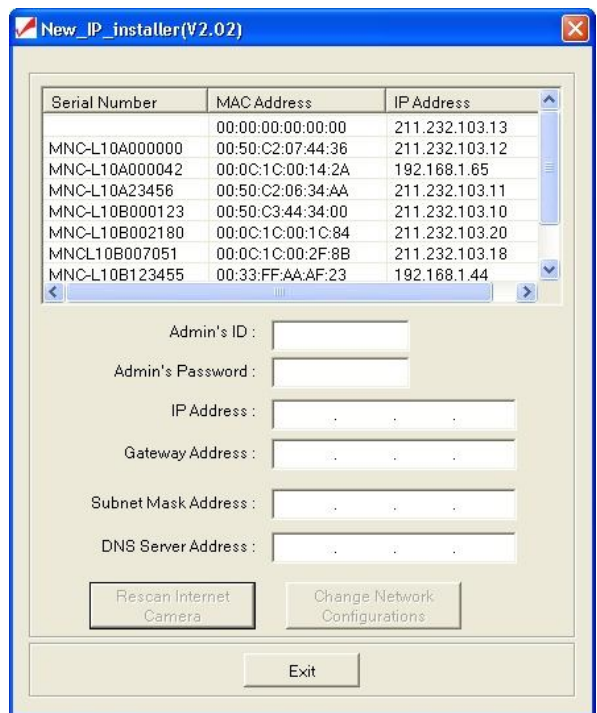 New_IP_installer(V2.02)
Serial Number MAC Address IP Address
00:00:00:00:00:00 211.232.103.13
MNC-L10A000000 00:50:C2:07:44:36 211.232.103.12
MNC-L10A000042 00:0C:1C:00:14:2A 192.168.1.65
MNC-L10A23456 00:50:C2:06:34:AA 211.232.103.11
MNC-L10B000123 00:50:C3:44:34:00 211.232.103.10
MNC-L10B002180 00:0C:1C:00:1C:84 211.232.103.20
MNCL10B007051 00:0C:1C:00:2F:8B 211.232.103.18
MNC-L10B123455 00:33:FF:AA:AF:23 192.168.1.44
Admin's ID :
Admin's Password :
IP Address : . . .
Gateway Address : . . .
Subnet Mask Address : . . .
DNS Server Address : . . .
Rescan Internet Camera
Change Network Configurations
Exit